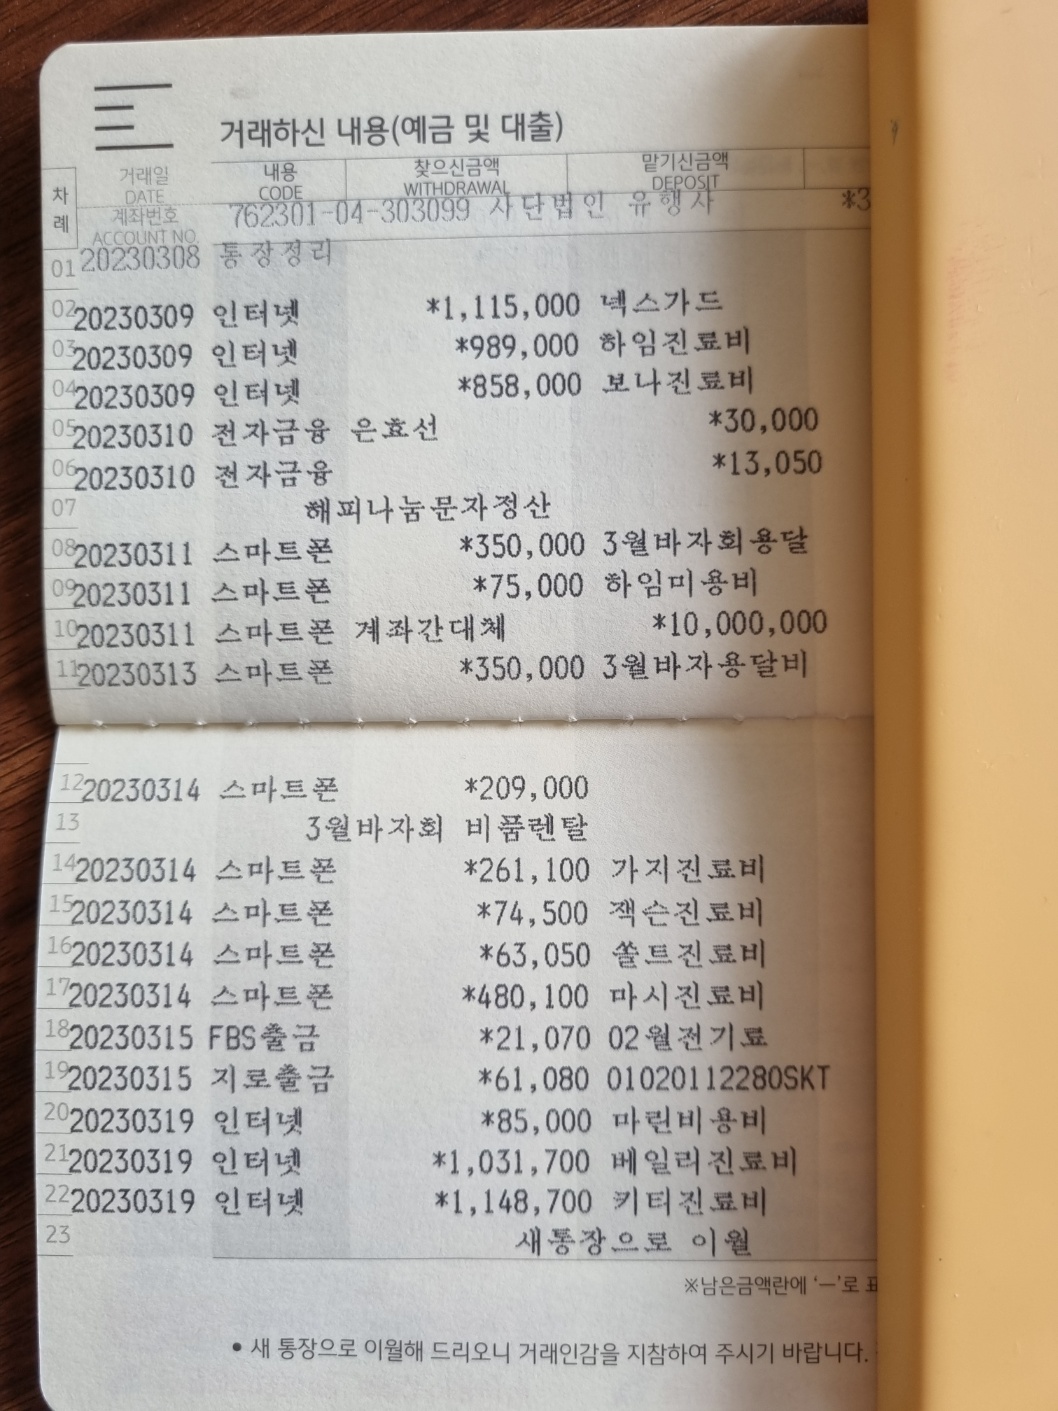 거래하신 내용(예금 및 대출)
차례 거래일 DATE 내용 CODE 찾으신금액 WITHDRAWAL 맡기신금액 DEPOSIT
계좌번호 ACCOUNT NO 762301-04-303099 사단법인 유행사 *3
01 20230308 통장정리
02 20230309 인터넷 *1,115,000 넥스가드
03 20230309 인터넷 *989,000 하임진료비
04 20230309 인터넷 *858,000 보나진료비
05 20230310 전자금융 은효선 *30,000
06 20230310 전자금융 *13,050
07 해피나눔문자정산
08 20230311 스마트폰 *350,000 3월바자회용달
09 20230311 스마트폰 *75,000 하임미용비
10 20230311 스마트폰 계좌간대체 *10,000,000
11 20230313 스마트폰 *350,000 3월바자용달비
12 20230314 스마트폰 *209,000
13 3월바자회 비품렌탈
14 20230314 스마트폰 *261,100 가지진료비
15 20230314 스마트폰 *74,500 잭슨진료비
16 20230314 스마트폰 *63,050 쏠트진료비
17 20230314 스마트폰 *480,100 마시진료비
18 20230315 FBS출금 *21,070 02월전기료
19 20230315 지로출금 *61,080 01020112280SKT
20 20230319 인터넷 *85,000 마린비용비
21 20230319 인터넷 *1,031,700 베일리진료비
22 20230319 인터넷 *1,148,700 키터진료비
23 새통장으로 이월
※남은금액란에 ‘—’로 표
• 새 통장으로 이월해 드리오니 거래인감을 지참하여 주시기 바랍니다.